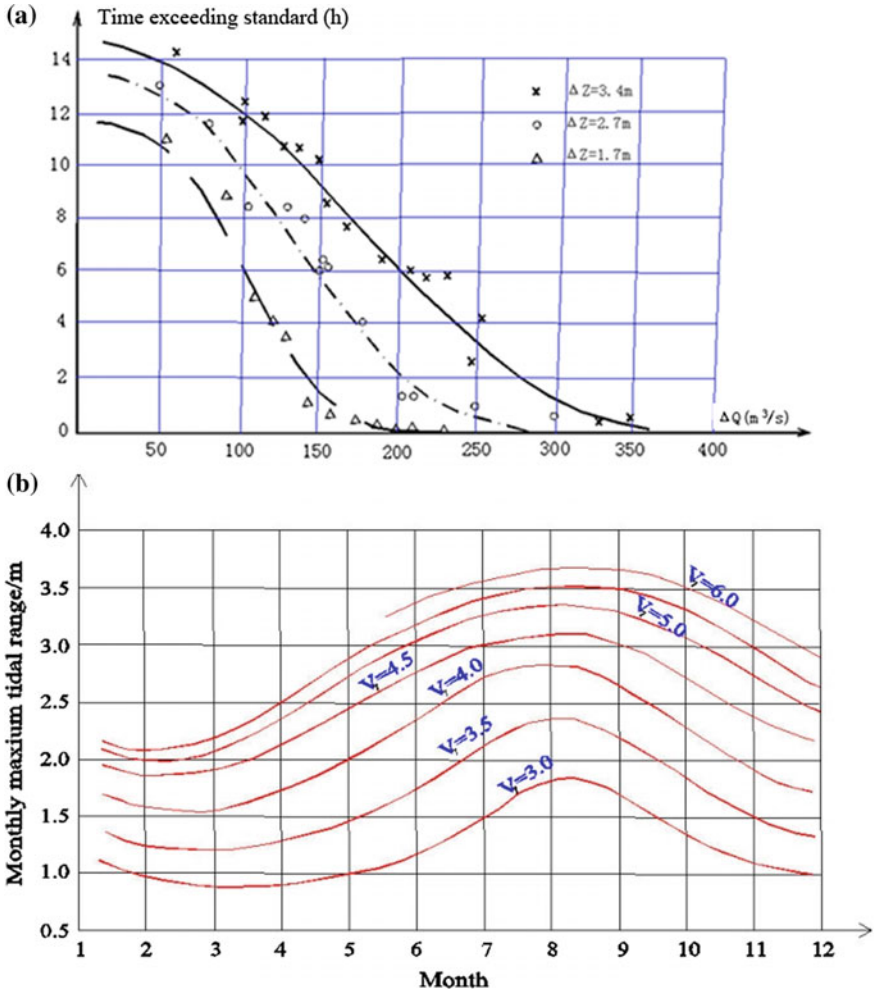 (a)
Time exceeding standard (h)
14
12
10
8
6
4
2
0
× ΔZ=3.4m
○ ΔZ=2.7m
△ ΔZ=1.7m
ΔQ(m³/s)
50 100 150 200 250 300 350 400
(b)
Monthly maxium tidal range/m
4.0
3.5
3.0
2.5
2.0
1.5
1.0
0.5
V=6.0
V=5.0
V=4.5
V=4.0
V=3.5
V=3.0
1 2 3 4 5 6 7 8 9 10 11 12
Month